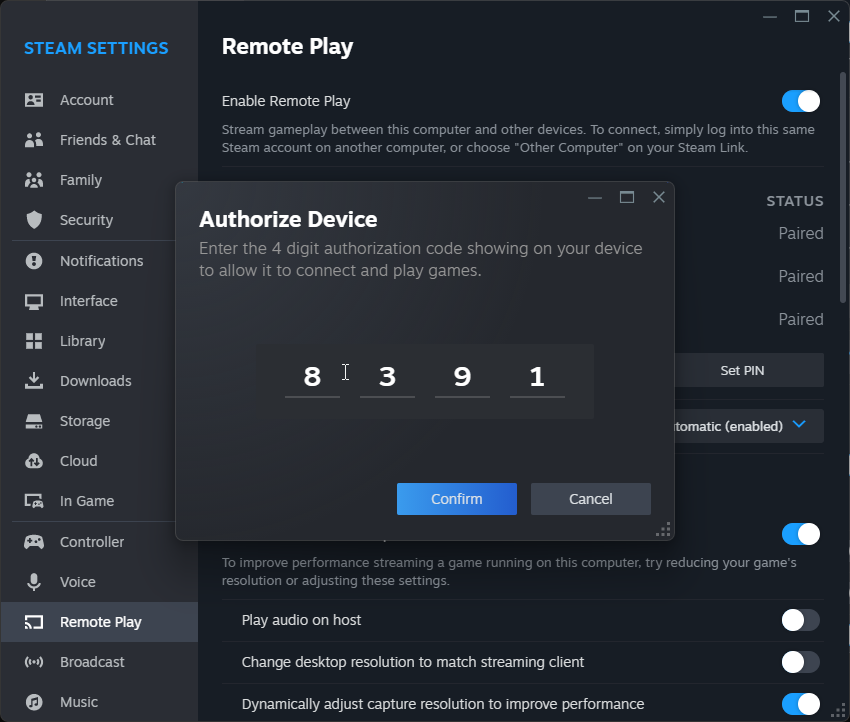 STEAM SETTINGS
Account
Friends & Chat
Family
Security
Notifications
Interface
Library
Downloads
Storage
Cloud
In Game
Controller
Voice
Remote Play
Broadcast
Music
Remote Play
Enable Remote Play
Stream gameplay between this computer and other devices. To connect, simply log into this same
Steam account on another computer, or choose "Other Computer" on your Steam Link.
STATUS
Paired
Paired
Paired
Set PIN
tomatic (enabled)
Authorize Device
Enter the 4 digit authorization code showing on your device
to allow it to connect and play games.
8 3 9 1
Confirm Cancel
To improve performance streaming a game running on this computer, try reducing your game's
resolution or adjusting these settings.
Play audio on host
Change desktop resolution to match streaming client
Dynamically adjust capture resolution to improve performance